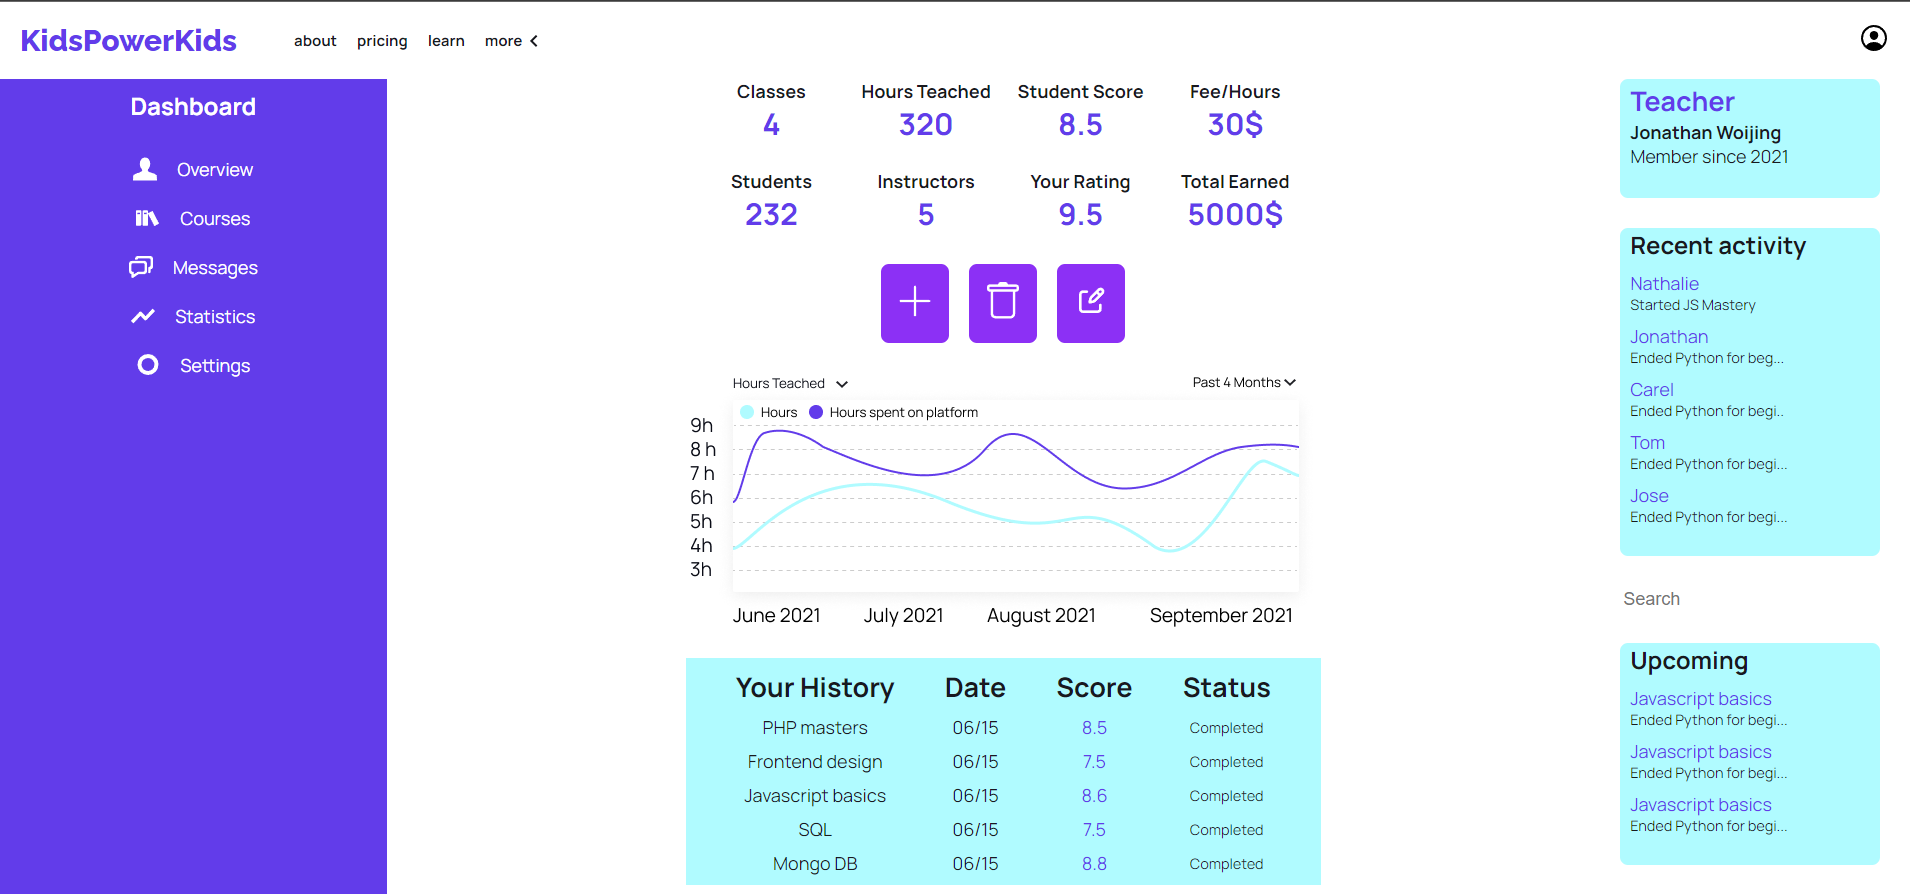 KidsPowerKids about pricing learn more
Dashboard
Overview
Courses
Messages
Statistics
Settings
Classes Hours Teached Student Score Fee/Hours
4 320 8.5 30$
Students Instructors Your Rating Total Earned
232 5 9.5 5000$
Hours Teached Past 4 Months
Hours Hours spent on platform
9h
8 h
7 h
6h
5h
4h
3h
June 2021 July 2021 August 2021 September 2021
Your History Date Score Status
PHP masters 06/15 8.5 Completed
Frontend design 06/15 7.5 Completed
Javascript basics 06/15 8.6 Completed
SQL 06/15 7.5 Completed
Mongo DB 06/15 8.8 Completed
Teacher
Jonathan Woijing
Member since 2021
Recent activity
Nathalie
Started JS Mastery
Jonathan
Ended Python for beg...
Carel
Ended Python for begi..
Tom
Ended Python for begi...
Jose
Ended Python for begi...
Search
Upcoming
Javascript basics
Ended Python for begi...
Javascript basics
Ended Python for begi...
Javascript basics
Ended Python for begi...